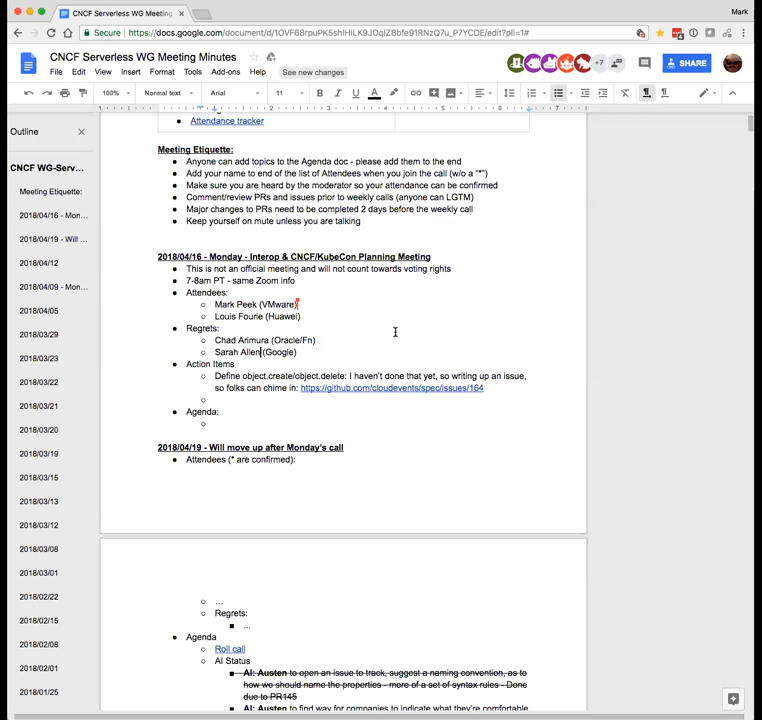 CNCF Serverless WG Meeting
Mark
Secure
https://docs.google.com/document/d/1OVF68rpuPK5shIHlLK9JOqlZBbfe91RNzQ7u_P7YCDE/edit?pli=1#
CNCF Serverless WG Meeting Minutes
File Edit View Insert Format Tools Add-ons Help See new changes
+7
SHARE
100% Normal text Arial 11
Outline
CNCF WG-Serv...
Meeting Etiquette:
2018/04/16 - Mon...
2018/04/19 - Will ...
2018/04/12
2018/04/09 - Mon...
2018/04/05
2018/03/29
2018/03/23
2018/03/22
2018/03/21
2018/03/20
2018/03/19
2018/03/15
2018/03/13
2018/03/12
2018/03/08
2018/03/01
2018/02/22
2018/02/15
2018/02/08
2018/02/01
2018/01/25
Attendance tracker
Meeting Etiquette:
Anyone can add topics to the Agenda doc - please add them to the end
Add your name to end of the list of Attendees when you join the call (w/o a "*")
Make sure you are heard by the moderator so your attendance can be confirmed
Comment/review PRs and issues prior to weekly calls (anyone can LGTM)
Major changes to PRs need to be completed 2 days before the weekly call
Keep yourself on mute unless you are talking
2018/04/16 - Monday - Interop & CNCF/KubeCon Planning Meeting
This is not an official meeting and will not count towards voting rights
7-8am PT - same Zoom info
Attendees:
Mark Peek (VMware)
Louis Fourie (Huawei)
Regrets:
Chad Arimura (Oracle/Fn)
Sarah Allen (Google)
Action Items
Define object.create/object.delete: I haven't done that yet, so writing up an issue,
so folks can chime in: https://github.com/cloudevents/spec/issues/164
Agenda:
2018/04/19 - Will move up after Monday's call
Attendees (* are confirmed):
...
Regrets:
...
Agenda
Roll call
AI Status
AI: Austen to open an issue to track, suggest a naming convention, as to
how we should name the properties - more of a set of syntax rules - Done
due to PR145
AI: Austen to find way for companies to indicate what they're comfortable